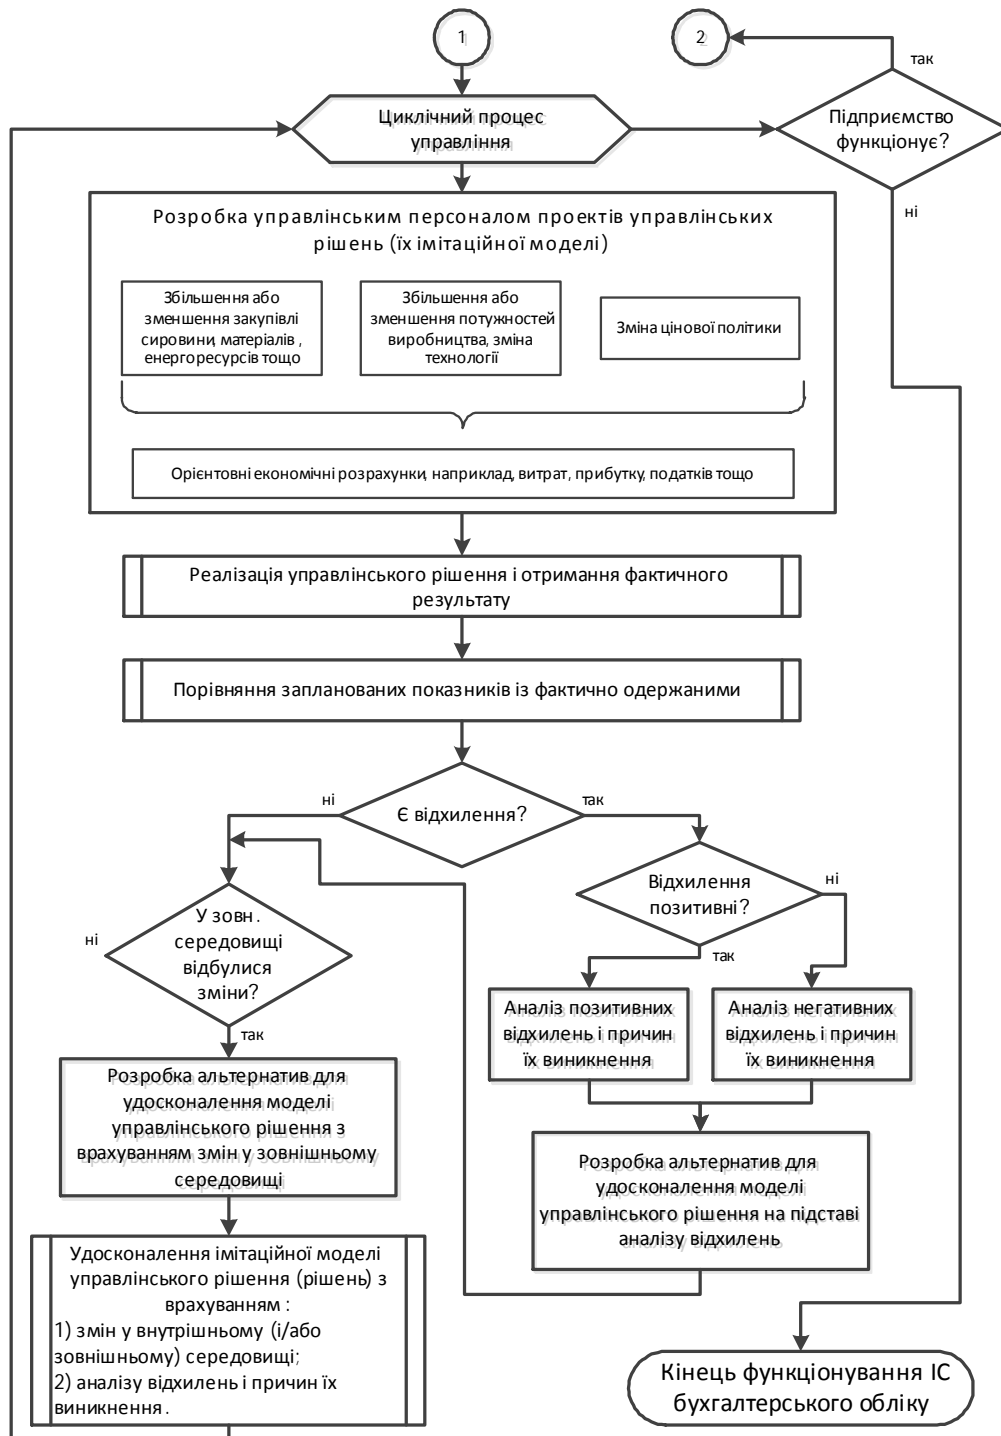 1
2
так
Циклічний процес
управління
Підприємство
функціонує?
ні
Розробка управлінським персоналом проектів управлінських
рішень (їх імітаційної моделі)
Збільшення або
зменшення закупівлі
сировини, матеріалів ,
енергоресурсів тощо
Збільшення або
зменшення потужностей
виробництва, зміна
технології
Зміна цінової політики
Орієнтовні економічні розрахунки, наприклад, витрат, прибутку, податків тощо
Реалізація управлінського рішення і отримання фактичного
результату
Порівняння запланованих показників із фактично одержаними
Є відхилення?
ні
так
Відхилення
позитивні?
ні
так
У зовн .
середовищі
відбулися
зміни?
ні
так
Аналіз позитивних
відхилень і причин
їх виникнення
Аналіз негативних
відхилень і причин
їх виникнення
Розробка альтернатив для
удосконалення моделі
управлінського рішення з
врахуванням змін у зовнішньому
середовищі
Розробка альтернатив для
удосконалення моделі
управлінського рішення на підставі
аналізу відхилень
Удосконалення імітаційної моделі
управлінського рішення (рішень) з
врахуванням :
1) змін у внутрішньому (і/або
зовнішньому) середовищі;
2) аналізу відхилень і причин їх
виникнення .
Кінець функціонування ІС
бухгалтерського обліку